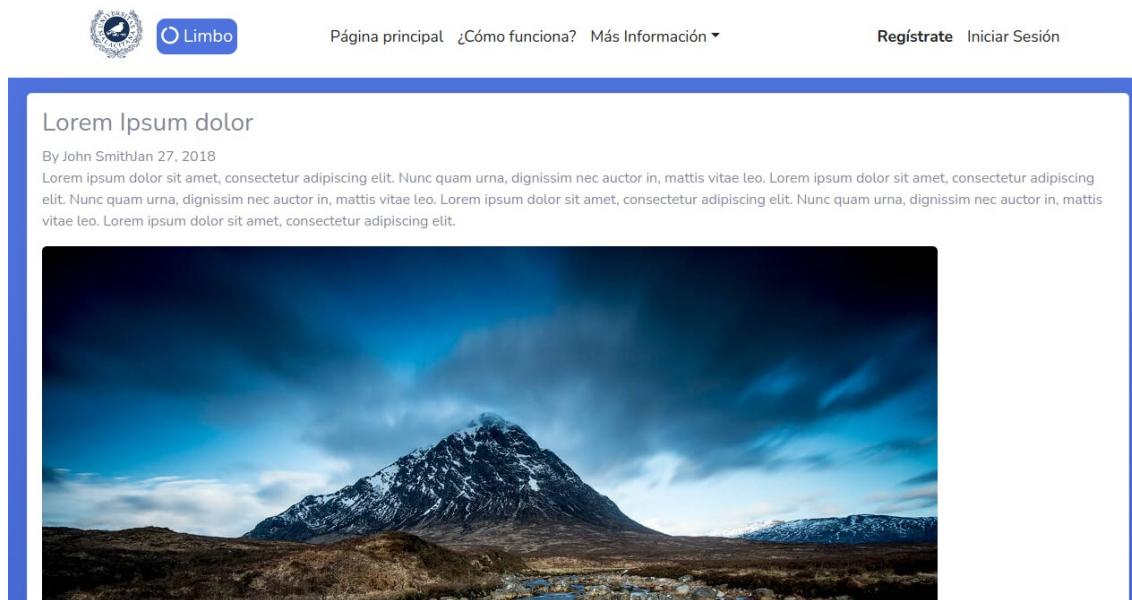 Limbo
Página principal ¿Cómo funciona? Más Información
Regístrate Iniciar Sesión
Lorem Ipsum dolor
By John SmithJan 27, 2018
Lorem ipsum dolor sit amet, consectetur adipiscing elit. Nunc quam urna, dignissim nec auctor in, mattis vitae leo. Lorem ipsum dolor sit amet, consectetur adipiscing
elit. Nunc quam urna, dignissim nec auctor in, mattis vitae leo. Lorem ipsum dolor sit amet, consectetur adipiscing elit. Nunc quam urna, dignissim nec auctor in, mattis
vitae leo. Lorem ipsum dolor sit amet, consectetur adipiscing elit.